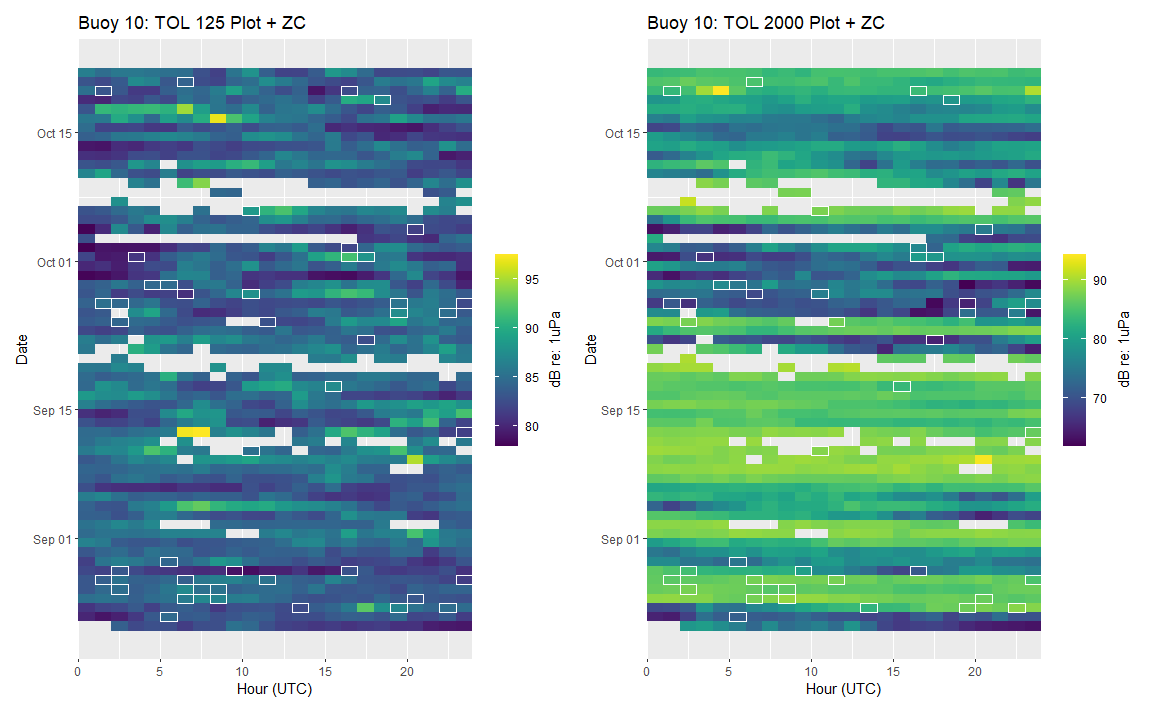 Buoy 10: TOL 125 Plot + ZC
Date
Oct 15
Oct 01
Sep 15
Sep 01
0 5 10 15 20
Hour (UTC)
95
90
85
80
dB re: 1uPa
Buoy 10: TOL 2000 Plot + ZC
Date
Oct 15
Oct 01
Sep 15
Sep 01
0 5 10 15 20
Hour (UTC)
90
80
70
dB re: 1uPa